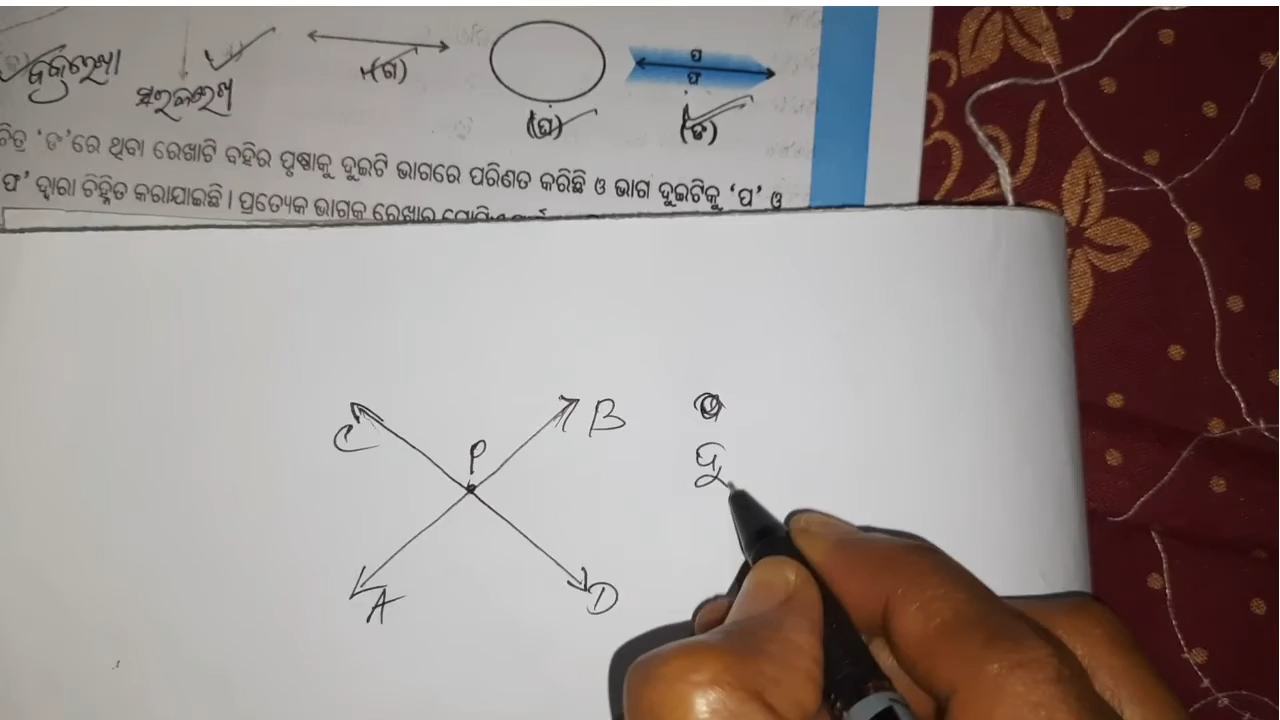 ବକ୍ରରେଖା
ସରଳରେଖା
(ଗ)
(ଘ)
ପ
ଫ
(ଙ)
ଚିତ୍ର ‘ଙ’ରେ ଥିବା ରେଖାଟି ବହିର ପୃଷ୍ଠାକୁ ଦୁଇଟି ଭାଗରେ ପରିଣତ କରିଛି ଓ ଭାଗ ଦୁଇଟିକୁ ‘ପ’ ଓ
ଫ’ ଦ୍ୱାରା ଚିହ୍ନିତ କରାଯାଇଛି । ପ୍ରତ୍ୟେକ ଭାଗକୁ ରେଖାର
C
P
B
A
D